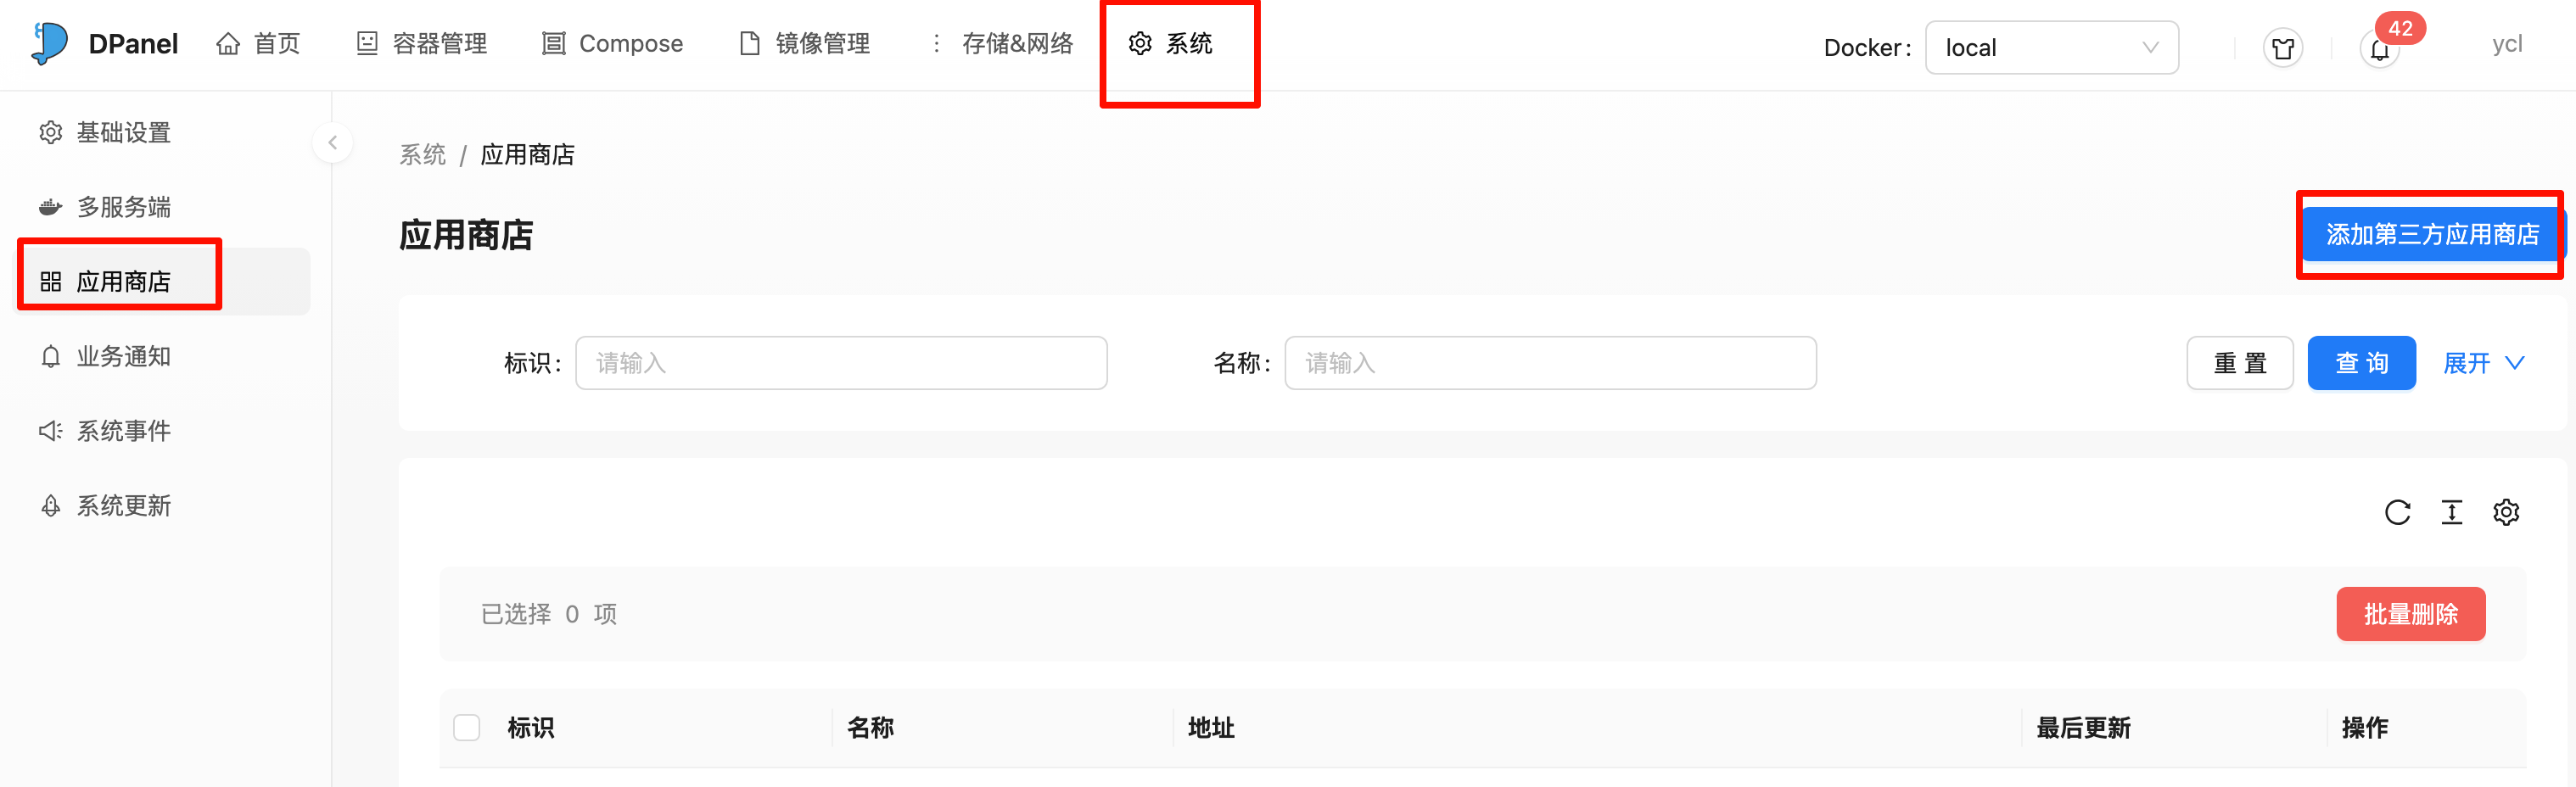 DPanel 首页 容器管理 Compose 镜像管理 存储&网络 系统 Docker: local 42 ycl
基础设置
多服务端
应用商店
业务通知
系统事件
系统更新
系统 / 应用商店
应用商店 添加第三方应用商店
标识: 请输入 名称: 请输入 重置 查询 展开
已选择 0 项 批量删除
标识 名称 地址 最后更新 操作